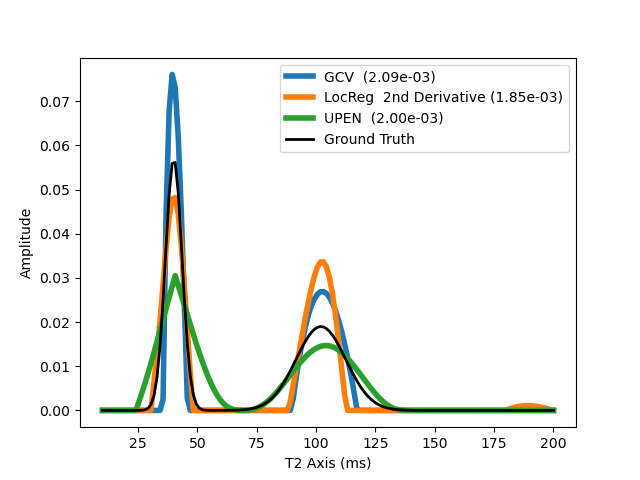 GCV (2.09e-03)
LocReg 2nd Derivative (1.85e-03)
UPEN (2.00e-03)
Ground Truth
Amplitude
0.07
0.06
0.05
0.04
0.03
0.02
0.01
0.00
25 50 75 100 125 150 175 200
T2 Axis (ms)